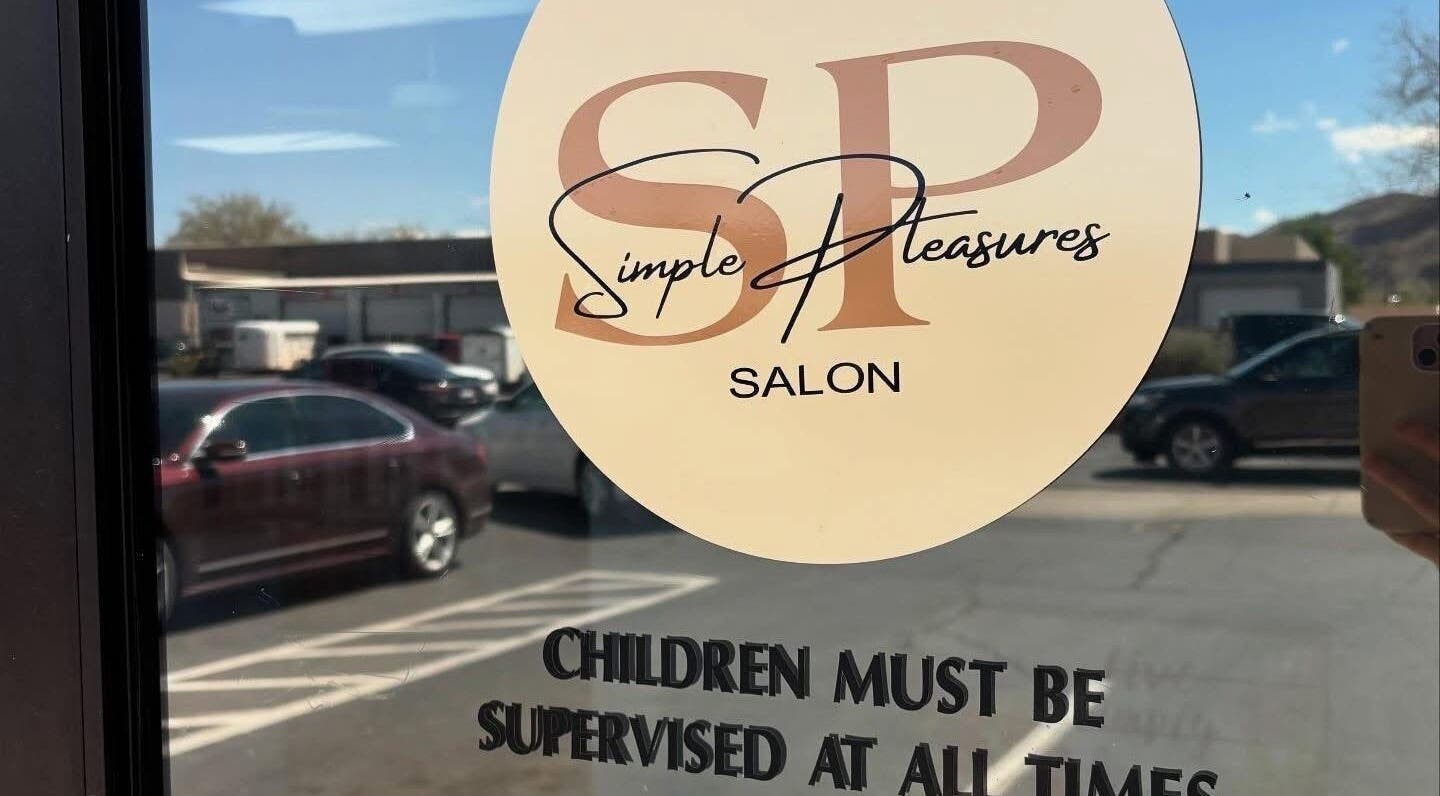 SP
Simple Pleasures
SALON
CHILDREN MUST BE
SUPERVISED AT ALL TIMES